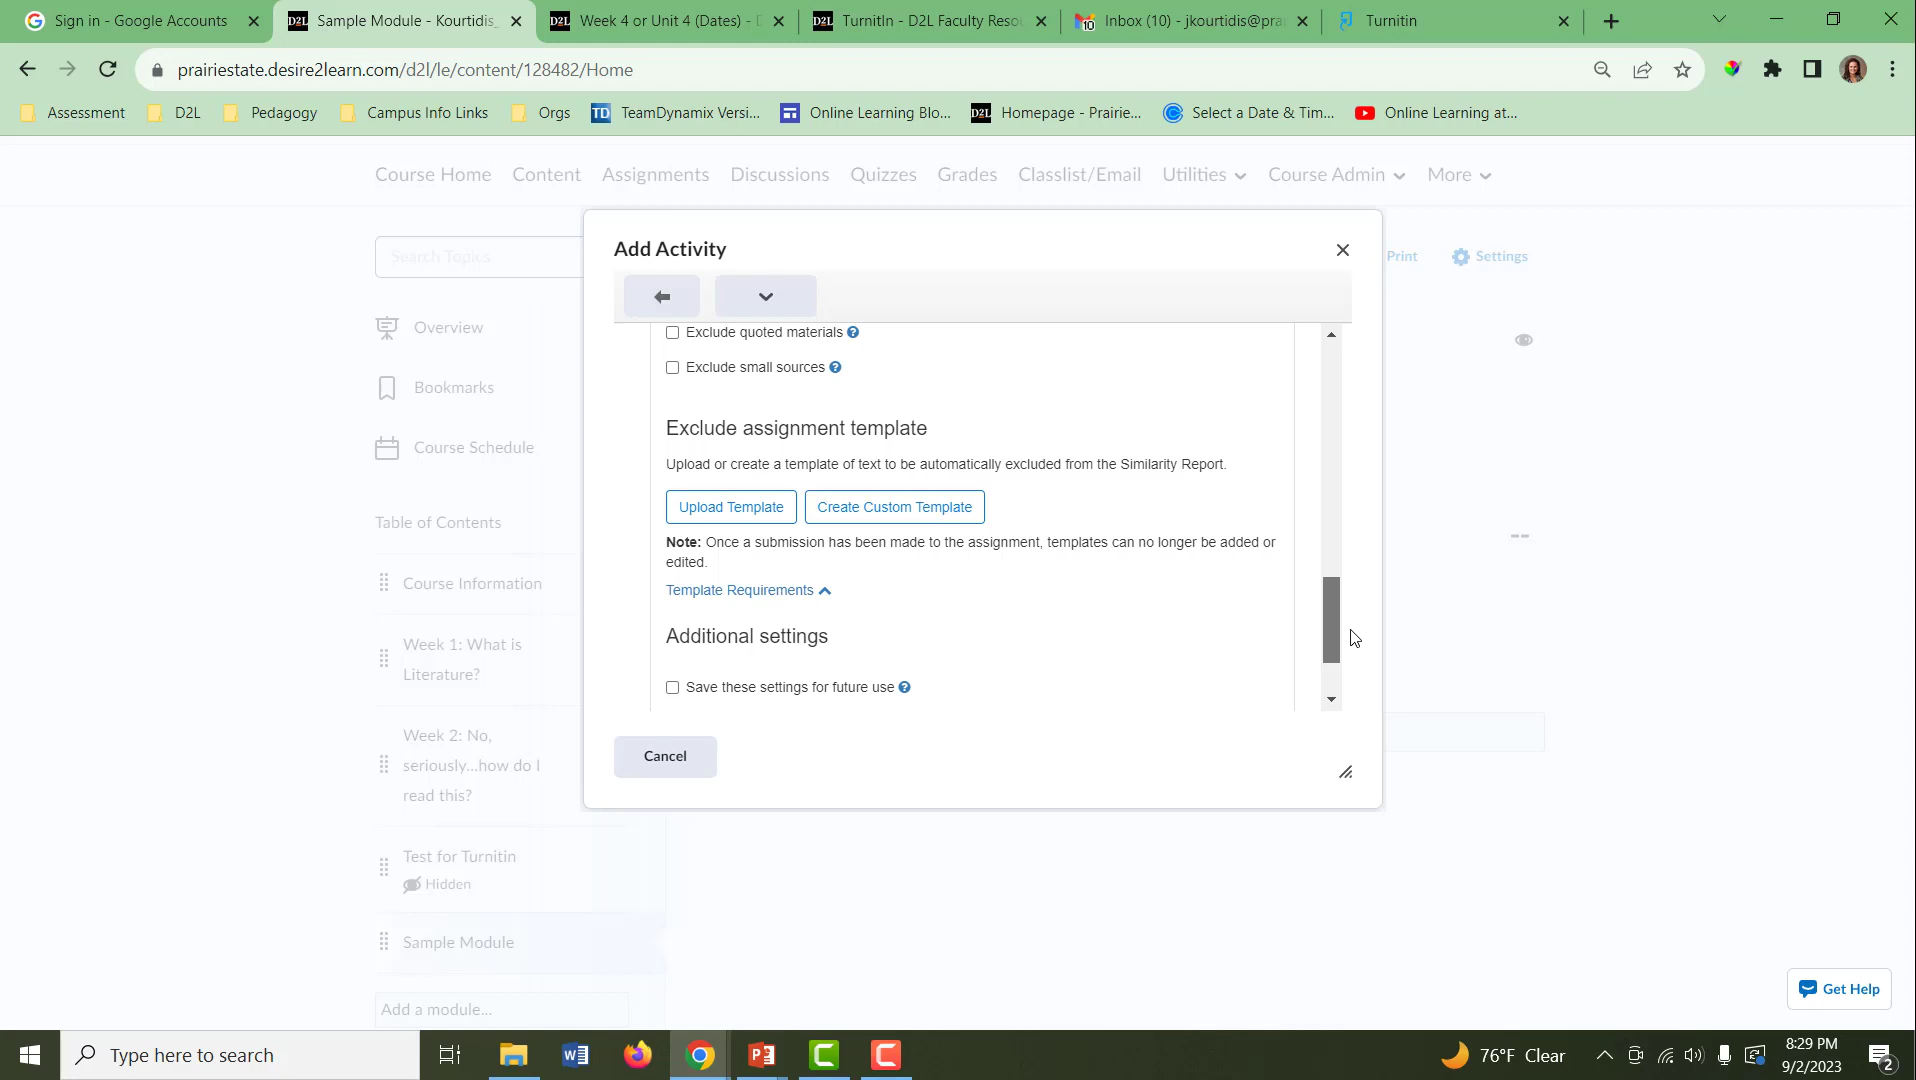 Sign in - Google Accounts
Sample Module - Kourtidis_
Week 4 or Unit 4 (Dates) - D
TurnitIn - D2L Faculty Resou
Inbox (10) - jkourtidis@prai
Turnitin
prairiestate.desire2learn.com/d2l/le/content/128482/Home
Assessment
D2L
Pedagogy
Campus Info Links
Orgs
TD TeamDynamix Versi...
Online Learning Blo...
D2L Homepage - Prairie...
Select a Date & Tim...
Online Learning at...
Course Home
Content
Assignments
Discussions
Quizzes
Grades
Classlist/Email
Utilities
Course Admin
More
Search Topics
Print
Settings
Overview
Bookmarks
Course Schedule
Table of Contents
Course Information
Week 1: What is
Literature?
Week 2: No,
seriously...how do I
read this?
Test for Turnitin
Hidden
Sample Module
Add a module...
Add Activity
Exclude quoted materials
Exclude small sources
Exclude assignment template
Upload or create a template of text to be automatically excluded from the Similarity Report.
Upload Template
Create Custom Template
Note: Once a submission has been made to the assignment, templates can no longer be added or
edited.
Template Requirements
Additional settings
Save these settings for future use
Cancel
Get Help
Type here to search
76°F Clear
8:29 PM
9/2/2023
2